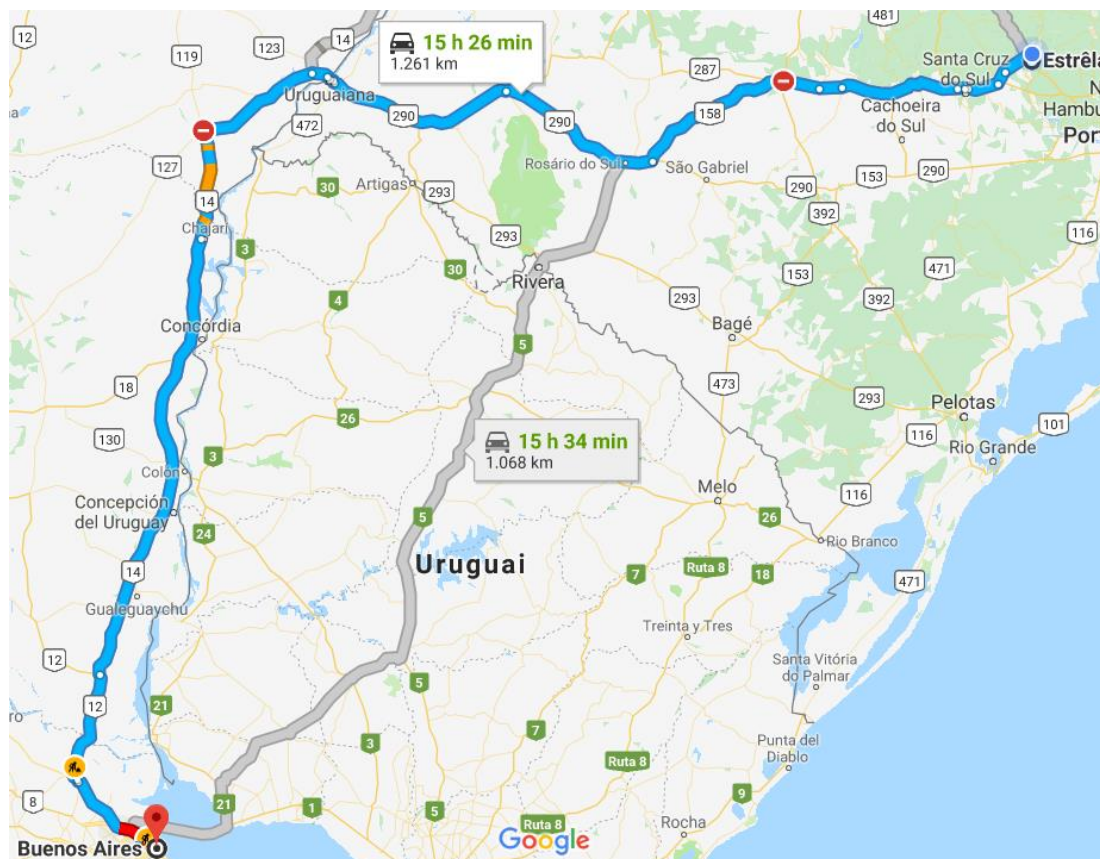 12
14
481
123
119
15 h 26 min
1.261 km
287
Santa Cruz
do Sul
Estrêla
Uruguaiana
290
290
158
Cachoeira
do Sul
Hambu
Port
472
127
Rosário do Sul
São Gabriel
153
290
Artigas
293
30
290
153
392
14
Chajarí
3
293
116
30
Rivera
153
471
4
293
392
Concórdia
5
Bagé
18
473
293
Pelotas
26
116
101
130
Rio Grande
15 h 34 min
1.068 km
3
Colón
Melo
116
Concepción
del Uruguay
5
26
24
Rio Branco
Uruguai
14
7
Ruta 8
18
471
Gualeguaychú
Treinta y Tres
12
5
Santa Vitória
do Palmar
12
21
7
3
Punta del
Diablo
Ruta 8
8
21
1
9
5
Google
Ruta 8
Rocha
Buenos Aires